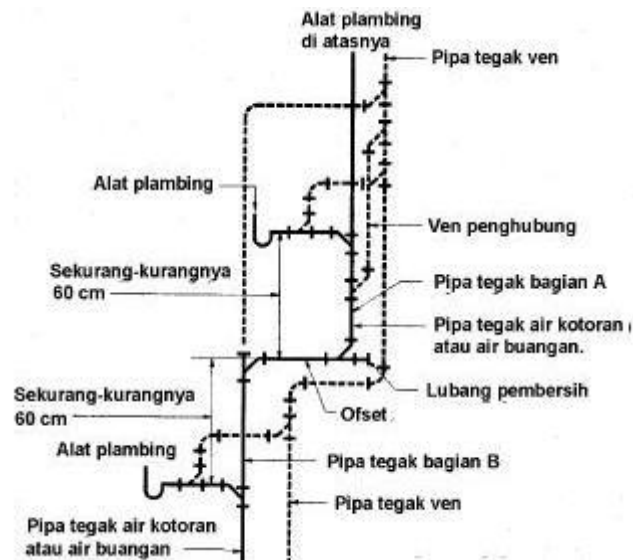 Alat plambing
di atasnya
Pipa tegak ven
Alat plambing
Ven penghubung
Sekurang-kurangnya
60 cm
Pipa tegak bagian A
Pipa tegak air kotoran
atau air buangan.
Lubang pembersih
Sekurang-kurangnya
60 cm
Ofset
Alat plambing
Pipa tegak bagian B
Pipa tegak ven
Pipa tegak air kotoran
atau air buangan